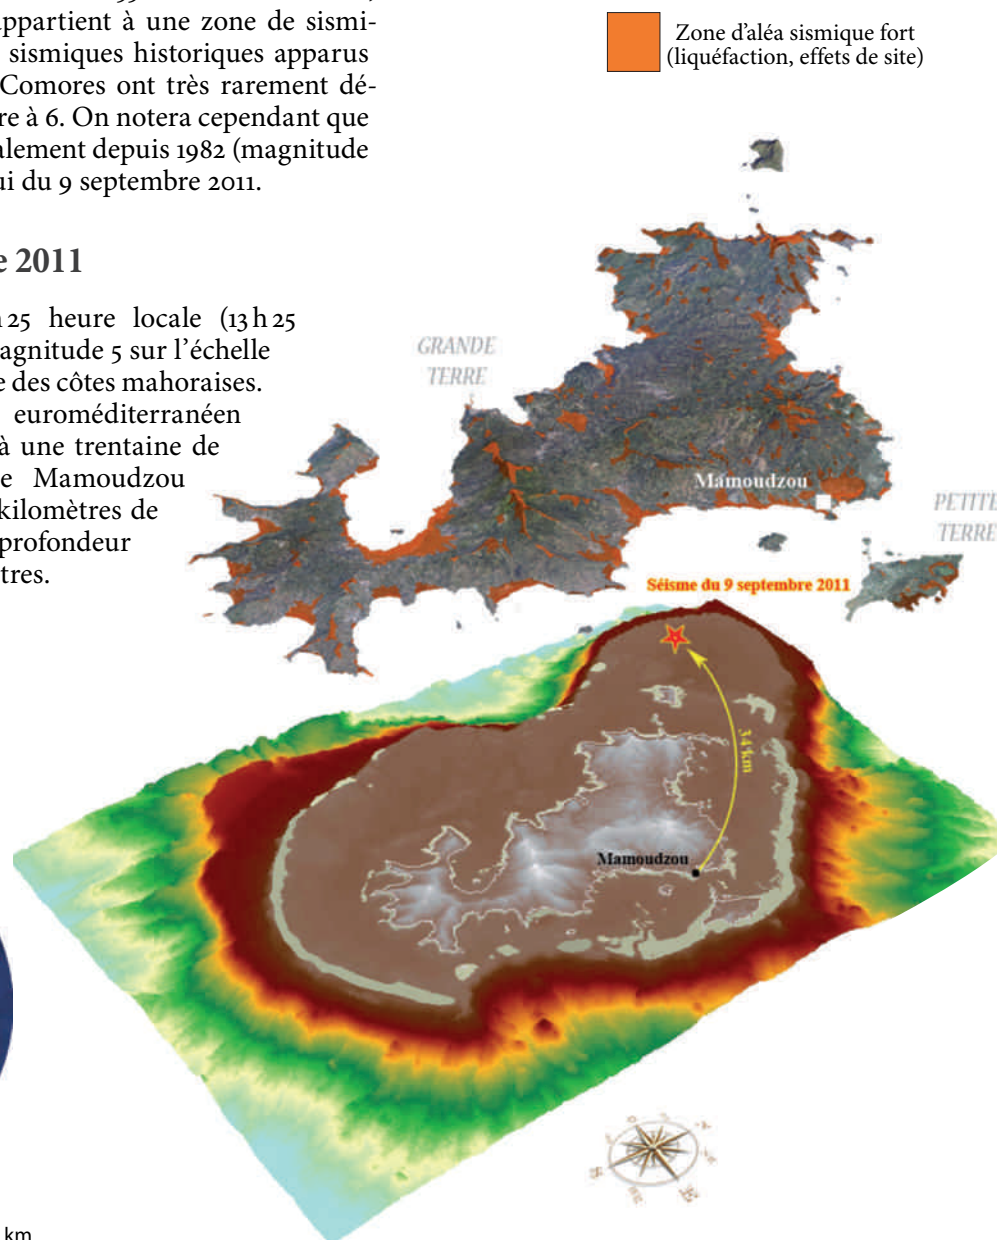 appartient à une zone de sismi-
sismiques historiques apparus
Comores ont très rarement dé-
re à 6. On notera cependant que
alement depuis 1982 (magnitude
ui du 9 septembre 2011.
e 2011
h 25 heure locale (13 h 25
agnitude 5 sur l’échelle
e des côtes mahoraises.
euroméditerranéen
à une trentaine de
e Mamoudzou
kilomètres de
profondeur
tres.
Zone d’aléa sismique fort
(liquéfaction, effets de site)
GRANDE
TERRE
Mamoudzou
PETITE
TERRE
Séisme du 9 septembre 2011
34 km
Mamoudzou
km